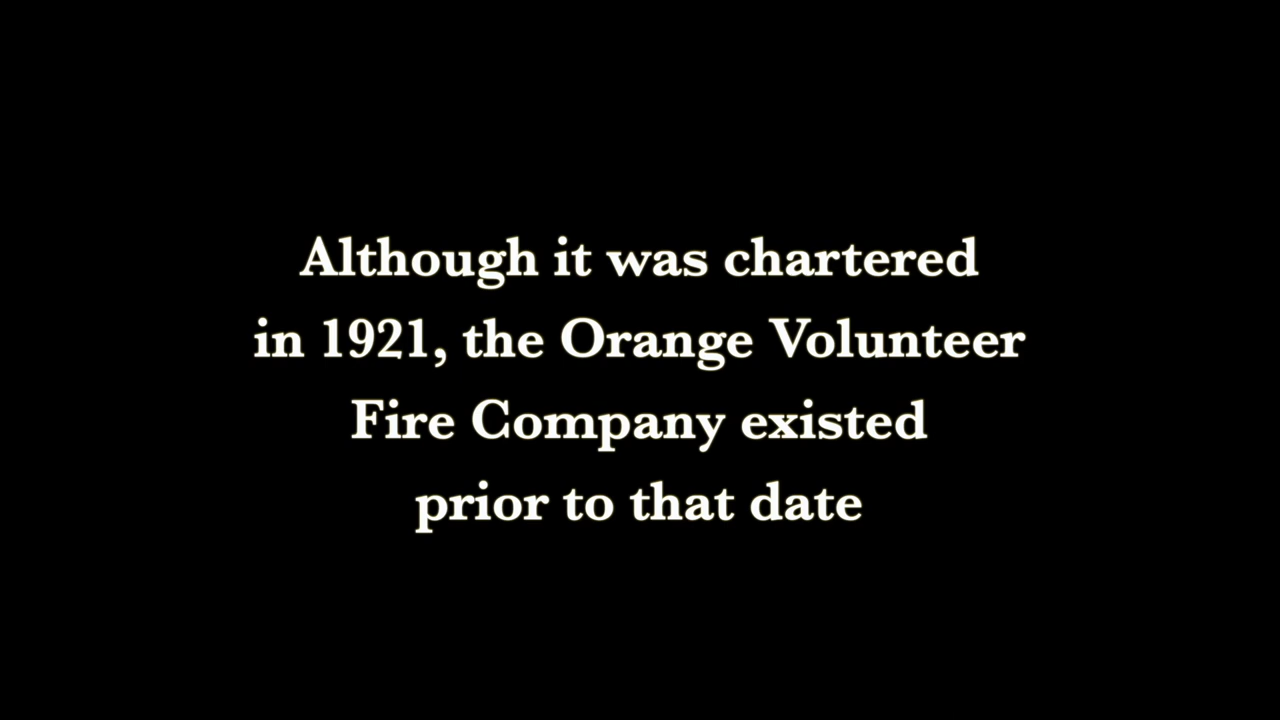 Although it was chartered
in 1921, the Orange Volunteer
Fire Company existed
prior to that date